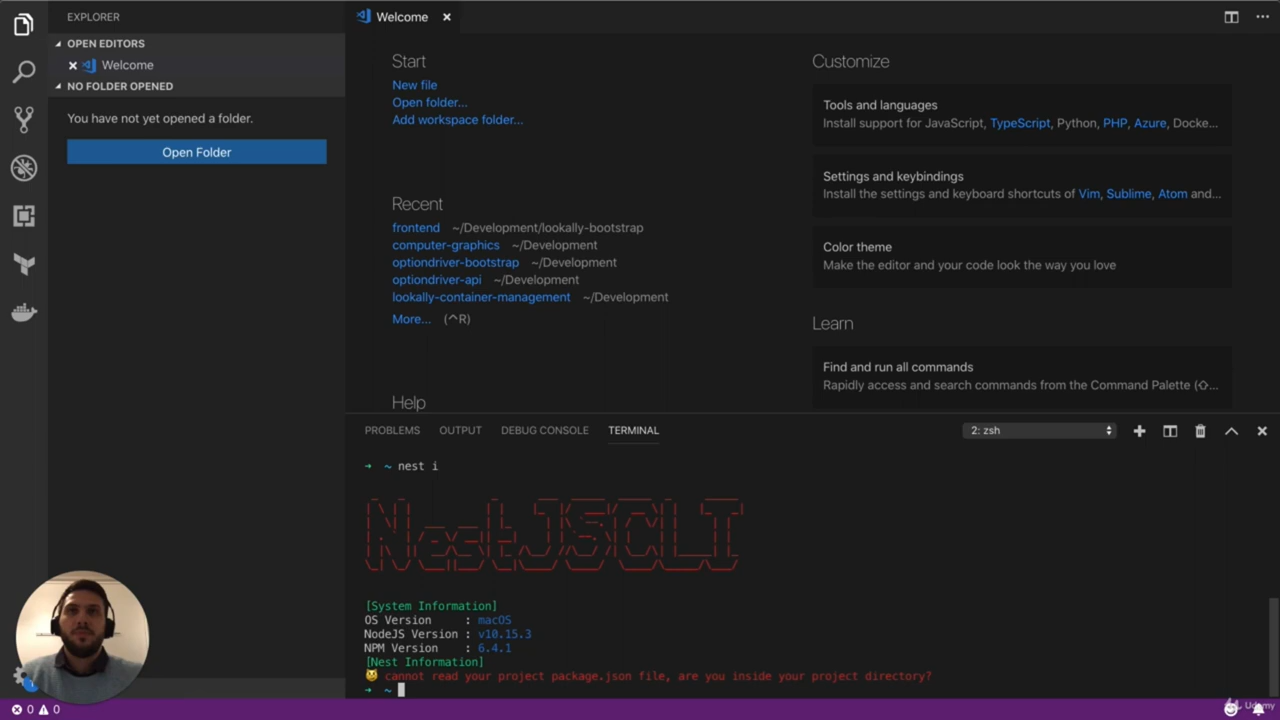 EXPLORER
OPEN EDITORS
Welcome
NO FOLDER OPENED
You have not yet opened a folder.
Open Folder
Welcome
Start
New file
Open folder...
Add workspace folder...
Recent
frontend ~/Development/lookally-bootstrap
computer-graphics ~/Development
optiondriver-bootstrap ~/Development
optiondriver-api ~/Development
lookally-container-management ~/Development
More... (^R)
Help
Customize
Tools and languages
Install support for JavaScript, TypeScript, Python, PHP, Azure, Docke...
Settings and keybindings
Install the settings and keyboard shortcuts of Vim, Sublime, Atom and...
Color theme
Make the editor and your code look the way you love
Learn
Find and run all commands
Rapidly access and search commands from the Command Palette (⇧...
PROBLEMS OUTPUT DEBUG CONSOLE TERMINAL 2: zsh
→ ~ nest i
NestJSCLI
[System Information]
OS Version : macOS
NodeJS Version : v10.15.3
NPM Version : 6.4.1
[Nest Information]
😼 cannot read your project package.json file, are you inside your project directory?
→ ~
0 0
Udemy